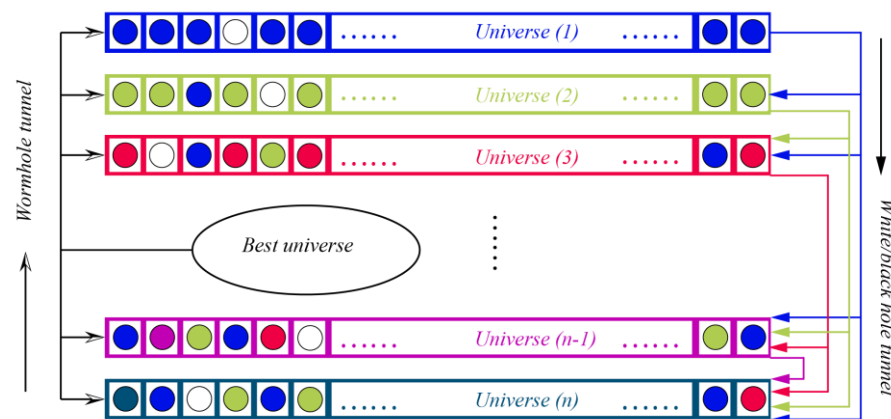 ...... Universe (1) ......
...... Universe (2) ......
...... Universe (3) ......
Wormhole tunnel
Best universe
White/black hole tunnel
...... Universe (n-1) ......
...... Universe (n) ......